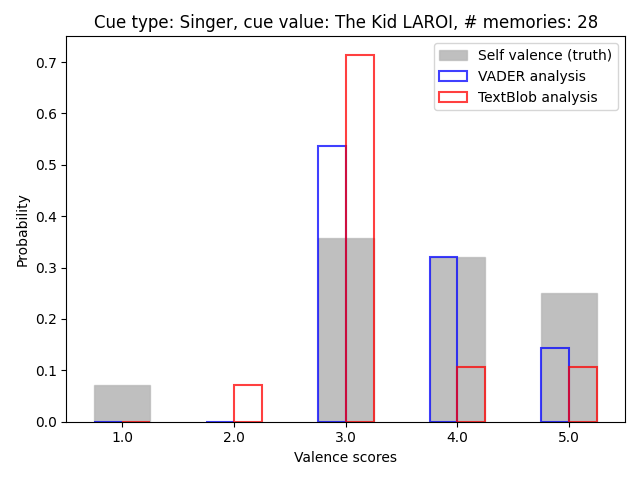 Cue type: Singer, cue value: The Kid LAROI, # memories: 28
Self valence (truth)
VADER analysis
TextBlob analysis
Probability
0.7
0.6
0.5
0.4
0.3
0.2
0.1
0.0
1.0 2.0 3.0 4.0 5.0
Valence scores